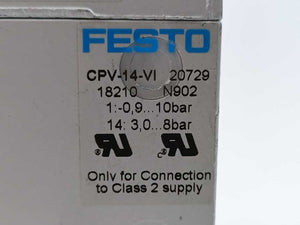 FESTO
CPV-14-VI 20729
18210 N902
1:-0,9...10bar
14: 3,0...8bar
Only for Connection
to Class 2 supply